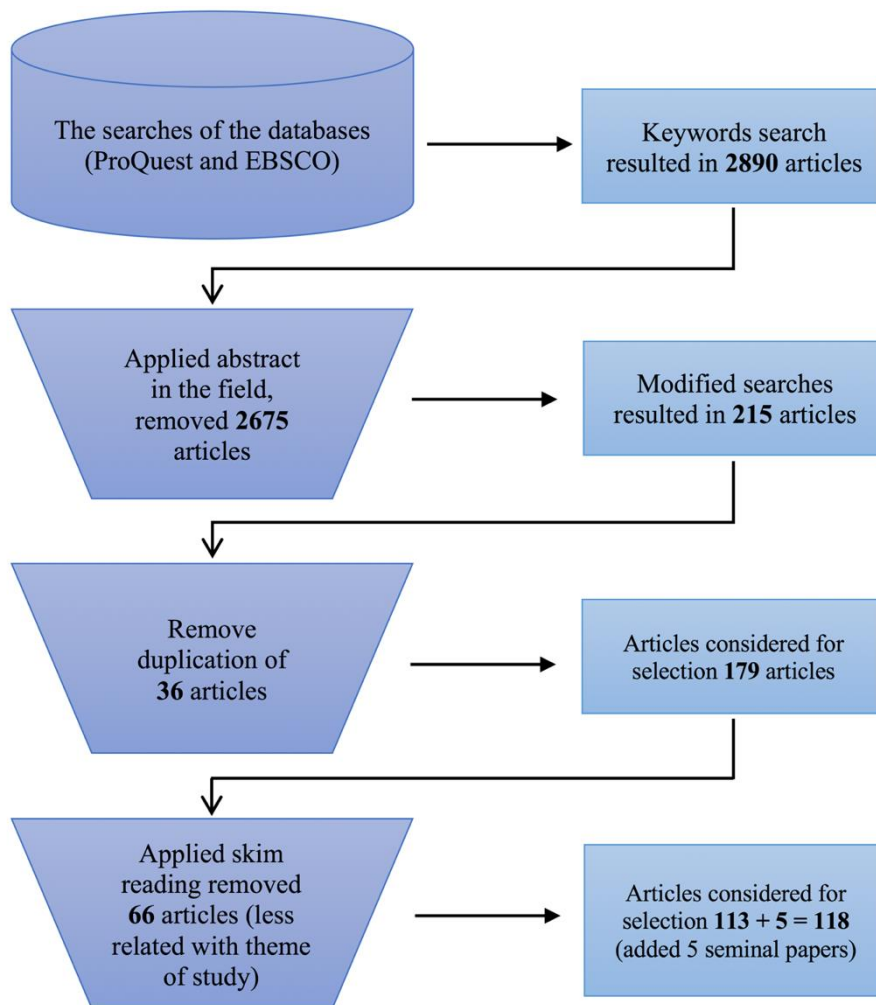 The searches of the databases
(ProQuest and EBSCO)
Keywords search
resulted in 2890 articles
Applied abstract
in the field,
removed 2675
articles
Modified searches
resulted in 215 articles
Remove
duplication of
36 articles
Articles considered for
selection 179 articles
Applied skim
reading removed
66 articles (less
related with theme
of study)
Articles considered for
selection 113 + 5 = 118
(added 5 seminal papers)